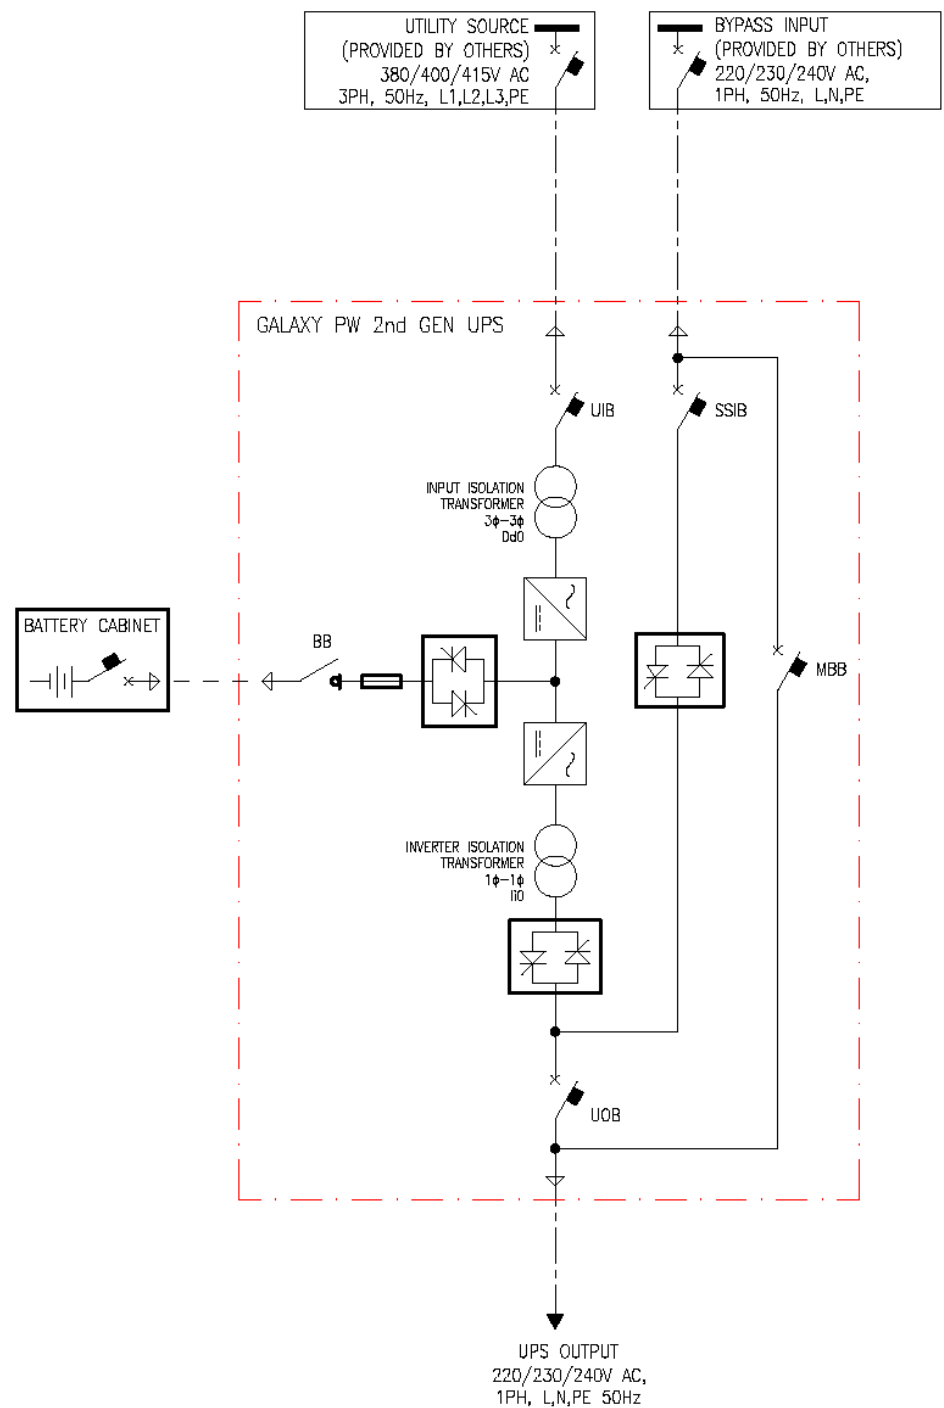 UTILITY SOURCE
(PROVIDED BY OTHERS)
380/400/415V AC
3PH, 50Hz, L1,L2,L3,PE
BYPASS INPUT
(PROVIDED BY OTHERS)
220/230/240V AC,
1PH, 50Hz, L,N,PE
GALAXY PW 2nd GEN UPS
UIB
SSIB
INPUT ISOLATION
TRANSFORMER
3ϕ-3ϕ
Dd0
BATTERY CABINET
BB
MBB
INVERTER ISOLATION
TRANSFORMER
1ϕ-1ϕ
Ii0
UOB
UPS OUTPUT
220/230/240V AC,
1PH, L,N,PE 50Hz